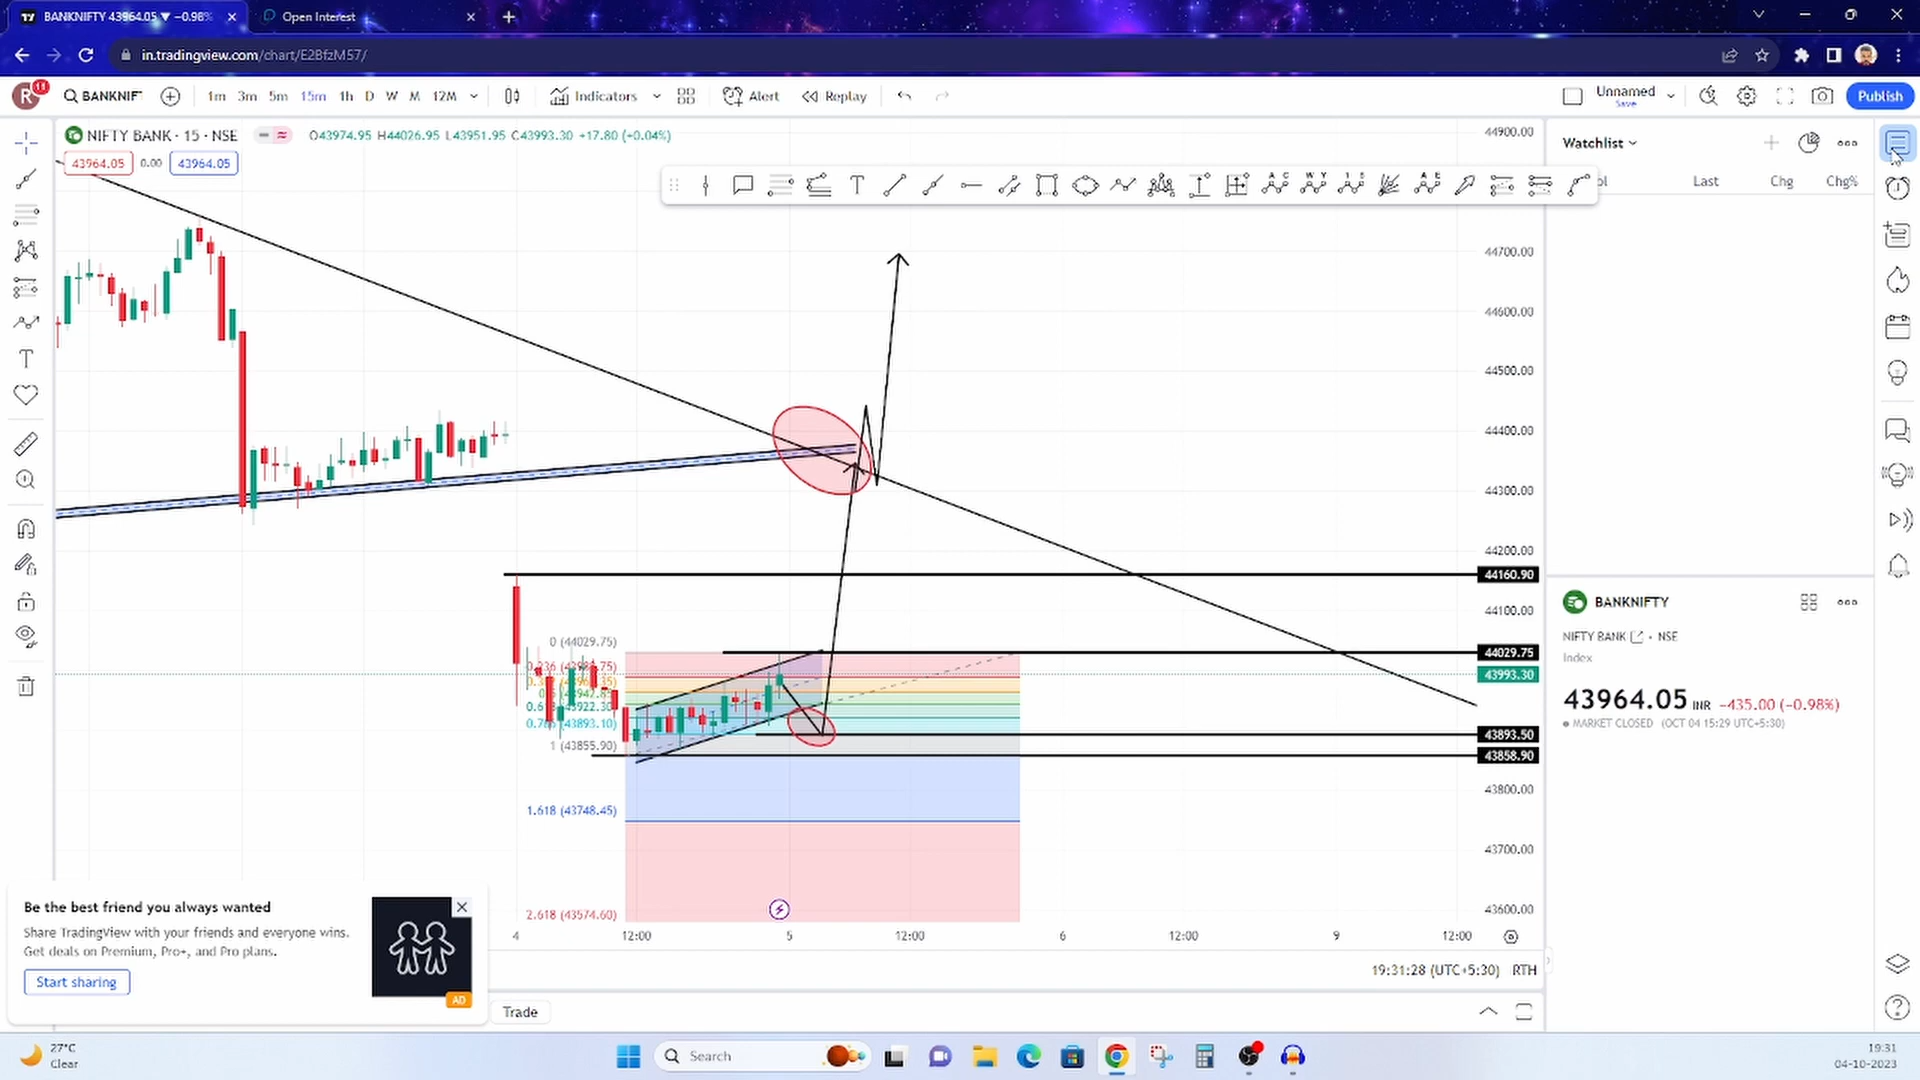 BANKNIFTY 43964.05 ▼ −0.98%
Open Interest
in.tradingview.com/chart/E2BfzM57/
R 11
BANKNIFT
1m 3m 5m 15m 1h D W M 12M
Indicators
Alert
Replay
Unnamed
Save
Publish
NIFTY BANK · 15 · NSE
O43974.95 H44026.95 L43951.95 C43993.30 +17.80 (+0.04%)
43964.05 0.00 43964.05
Watchlist
Last Chg Chg%
44900.00
44700.00
44600.00
44500.00
44400.00
44300.00
44200.00
44160.90
44100.00
44029.75
43993.30
43893.50
43858.90
43800.00
43700.00
43600.00
0 (44029.75)
1 (43855.90)
1.618 (43748.45)
2.618 (43574.60)
4 12:00 5 12:00 6 12:00 9 12:00
19:31:28 (UTC+5:30) RTH
BANKNIFTY
NIFTY BANK · NSE
Index
43964.05 INR −435.00 (−0.98%)
MARKET CLOSED (OCT 04 15:29 UTC+5:30)
Be the best friend you always wanted
Share TradingView with your friends and everyone wins.
Get deals on Premium, Pro+, and Pro plans.
Start sharing
AD
Trade
27°C
Clear
Search
19:31
04-10-2023